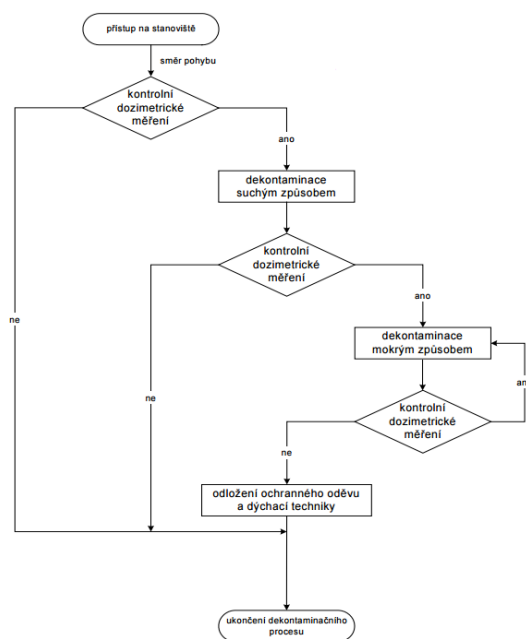 přístup na stanoviště
směr pohybu
kontrolní
dozimetrické
měření
ano
dekontaminace
suchým způsobem
kontrolní
dozimetrické
měření
ano
ne
dekontaminace
mokrým způsobem
an
ne
kontrolní
dozimetrické
měření
ne
odložení ochranného oděvu
a dýchací techniky
ukončení dekontaminačního
procesu